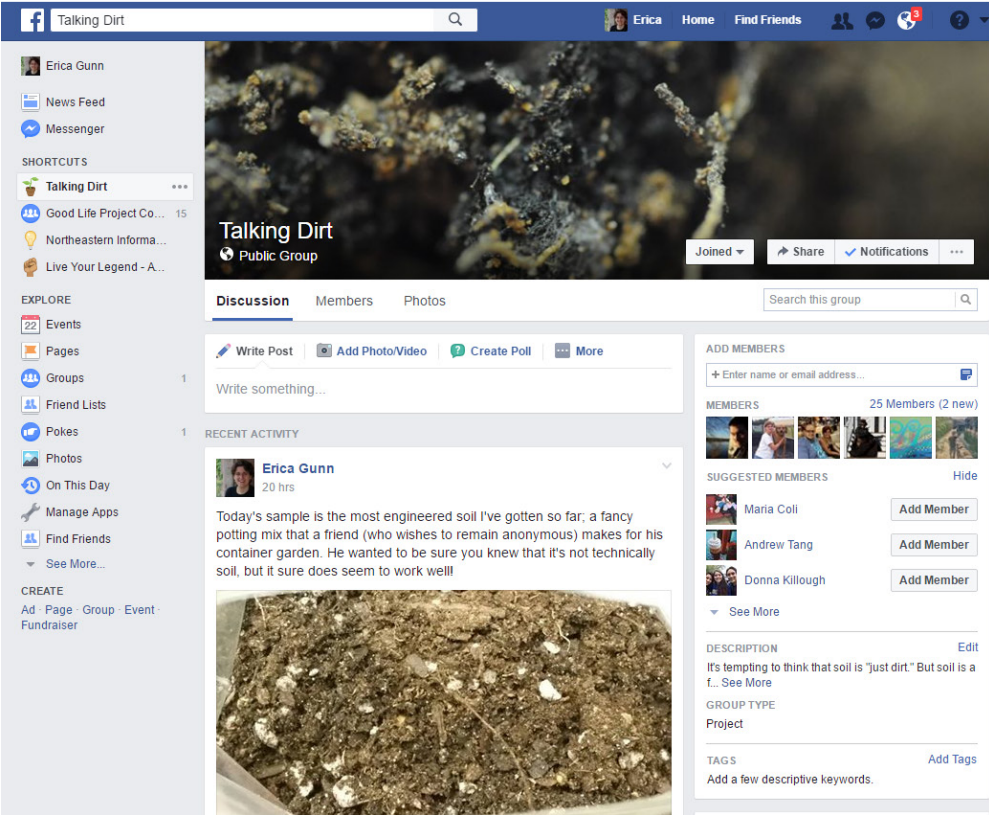 f
Talking Dirt
Erica
Home
Find Friends
3
?
Erica Gunn
News Feed
Messenger
SHORTCUTS
Talking Dirt
Good Life Project Co... 15
Northeastern Informa...
Live Your Legend - A...
EXPLORE
22 Events
Pages
Groups 1
Friend Lists
Pokes 1
Photos
On This Day
Manage Apps
Find Friends
See More...
CREATE
Ad · Page · Group · Event ·
Fundraiser
Talking Dirt
Public Group
Joined
Share
Notifications
Discussion
Members
Photos
Search this group
Write Post
Add Photo/Video
Create Poll
More
Write something...
RECENT ACTIVITY
Erica Gunn
20 hrs
Today's sample is the most engineered soil I've gotten so far; a fancy
potting mix that a friend (who wishes to remain anonymous) makes for his
container garden. He wanted to be sure you knew that it's not technically
soil, but it sure does seem to work well!
ADD MEMBERS
+ Enter name or email address...
MEMBERS
25 Members (2 new)
SUGGESTED MEMBERS
Hide
Maria Coli
Add Member
Andrew Tang
Add Member
Donna Killough
Add Member
See More
DESCRIPTION
Edit
It's tempting to think that soil is "just dirt." But soil is a
f... See More
GROUP TYPE
Project
TAGS
Add Tags
Add a few descriptive keywords.